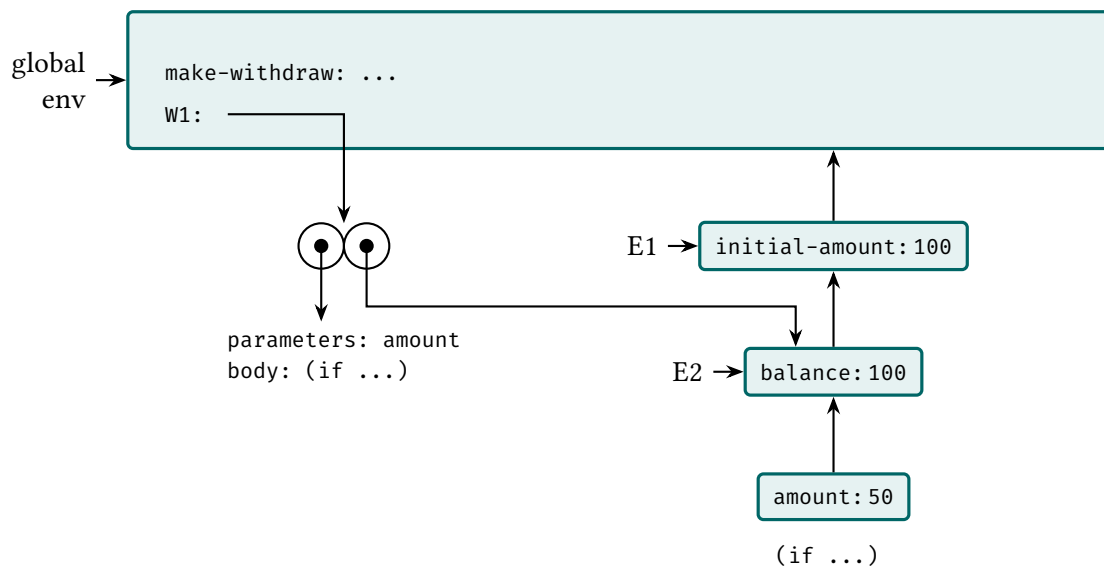 global
env
make-withdraw: ...
W1:
E1
initial-amount: 100
parameters: amount
body: (if ...)
E2
balance: 100
amount: 50
(if ...)